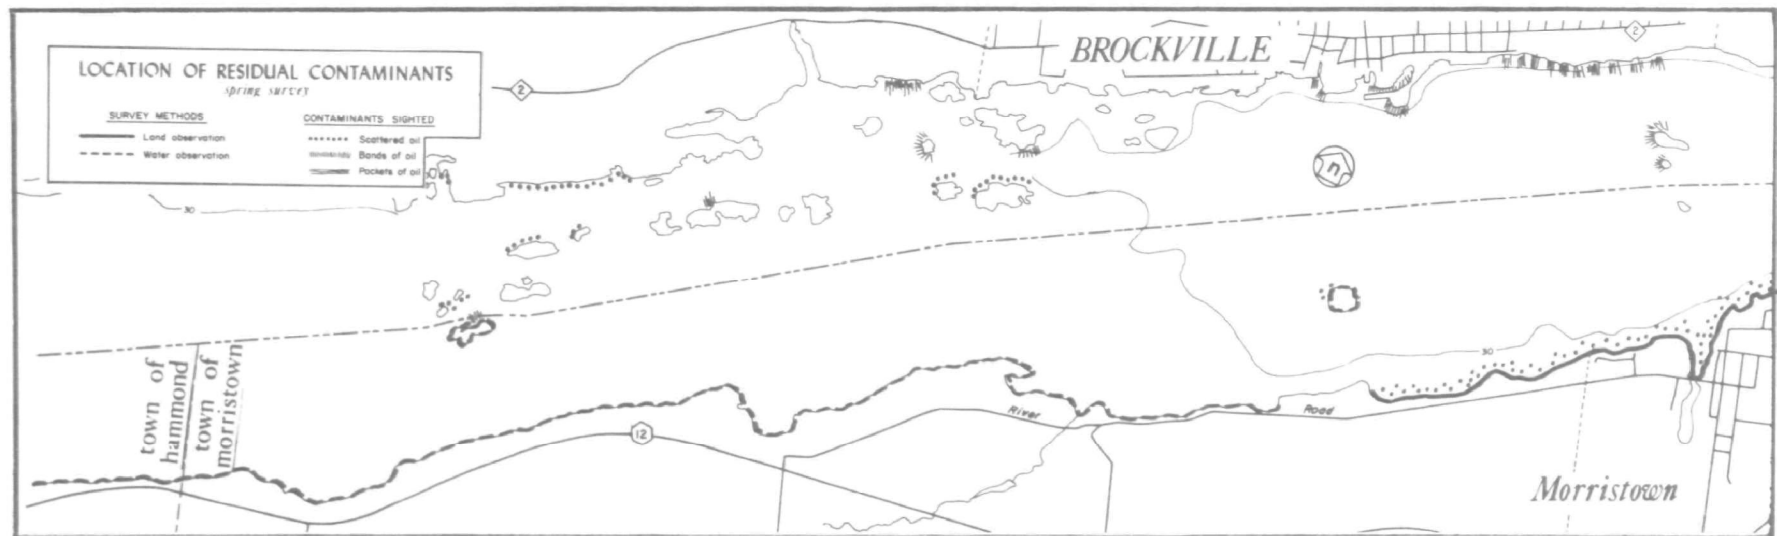 BROCKVILLE
2
LOCATION OF RESIDUAL CONTAMINANTS
spring survey
SURVEY METHODS
Land observation
Water observation
CONTAMINANTS SIGHTED
Scattered oil
Bands of oil
Pockets of oil
2
n
30
30
town of
hammond
town of
morristown
12
River Road
Morristown